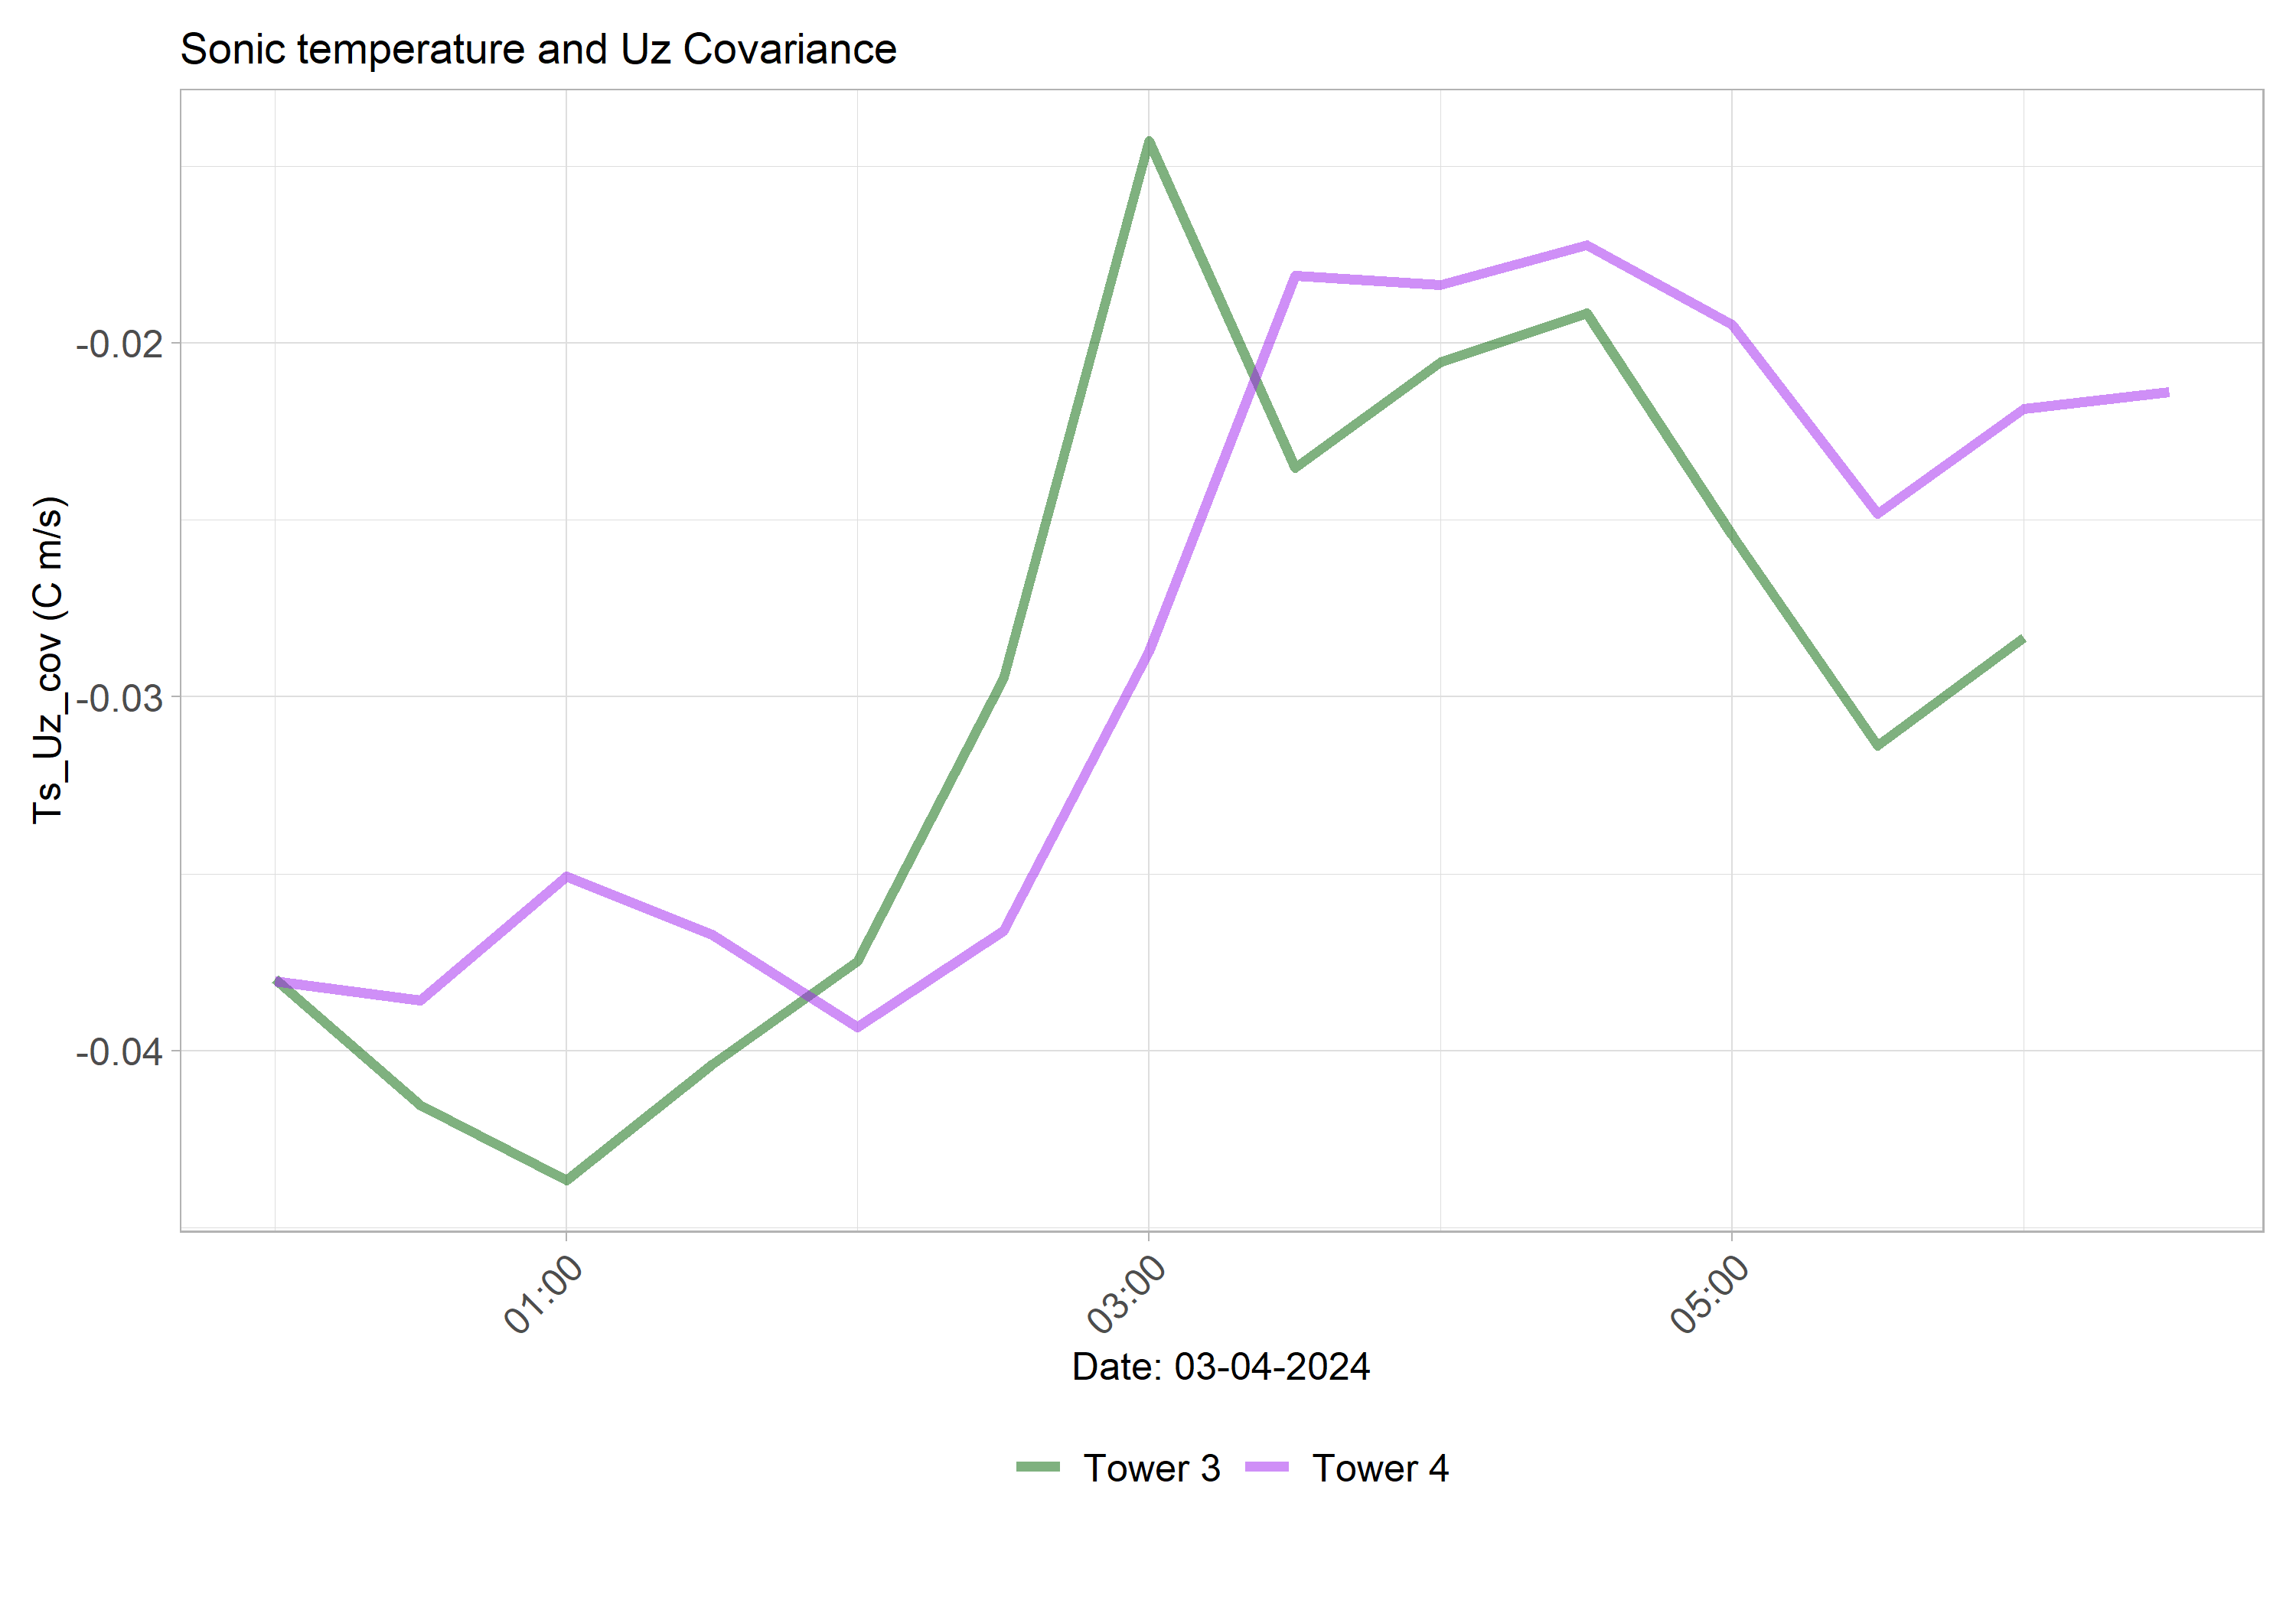 Sonic temperature and Uz Covariance
Ts_Uz_cov (C m/s)
-0.02
-0.03
-0.04
01:00
03:00
05:00
Date: 03-04-2024
Tower 3
Tower 4